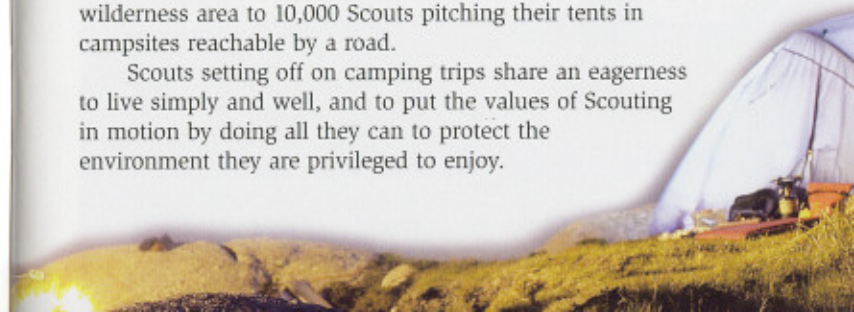 wilderness area to 10,000 Scouts pitching their tents in
campsites reachable by a road.
Scouts setting off on camping trips share an eagerness
to live simply and well, and to put the values of Scouting
in motion by doing all they can to protect the
environment they are privileged to enjoy.